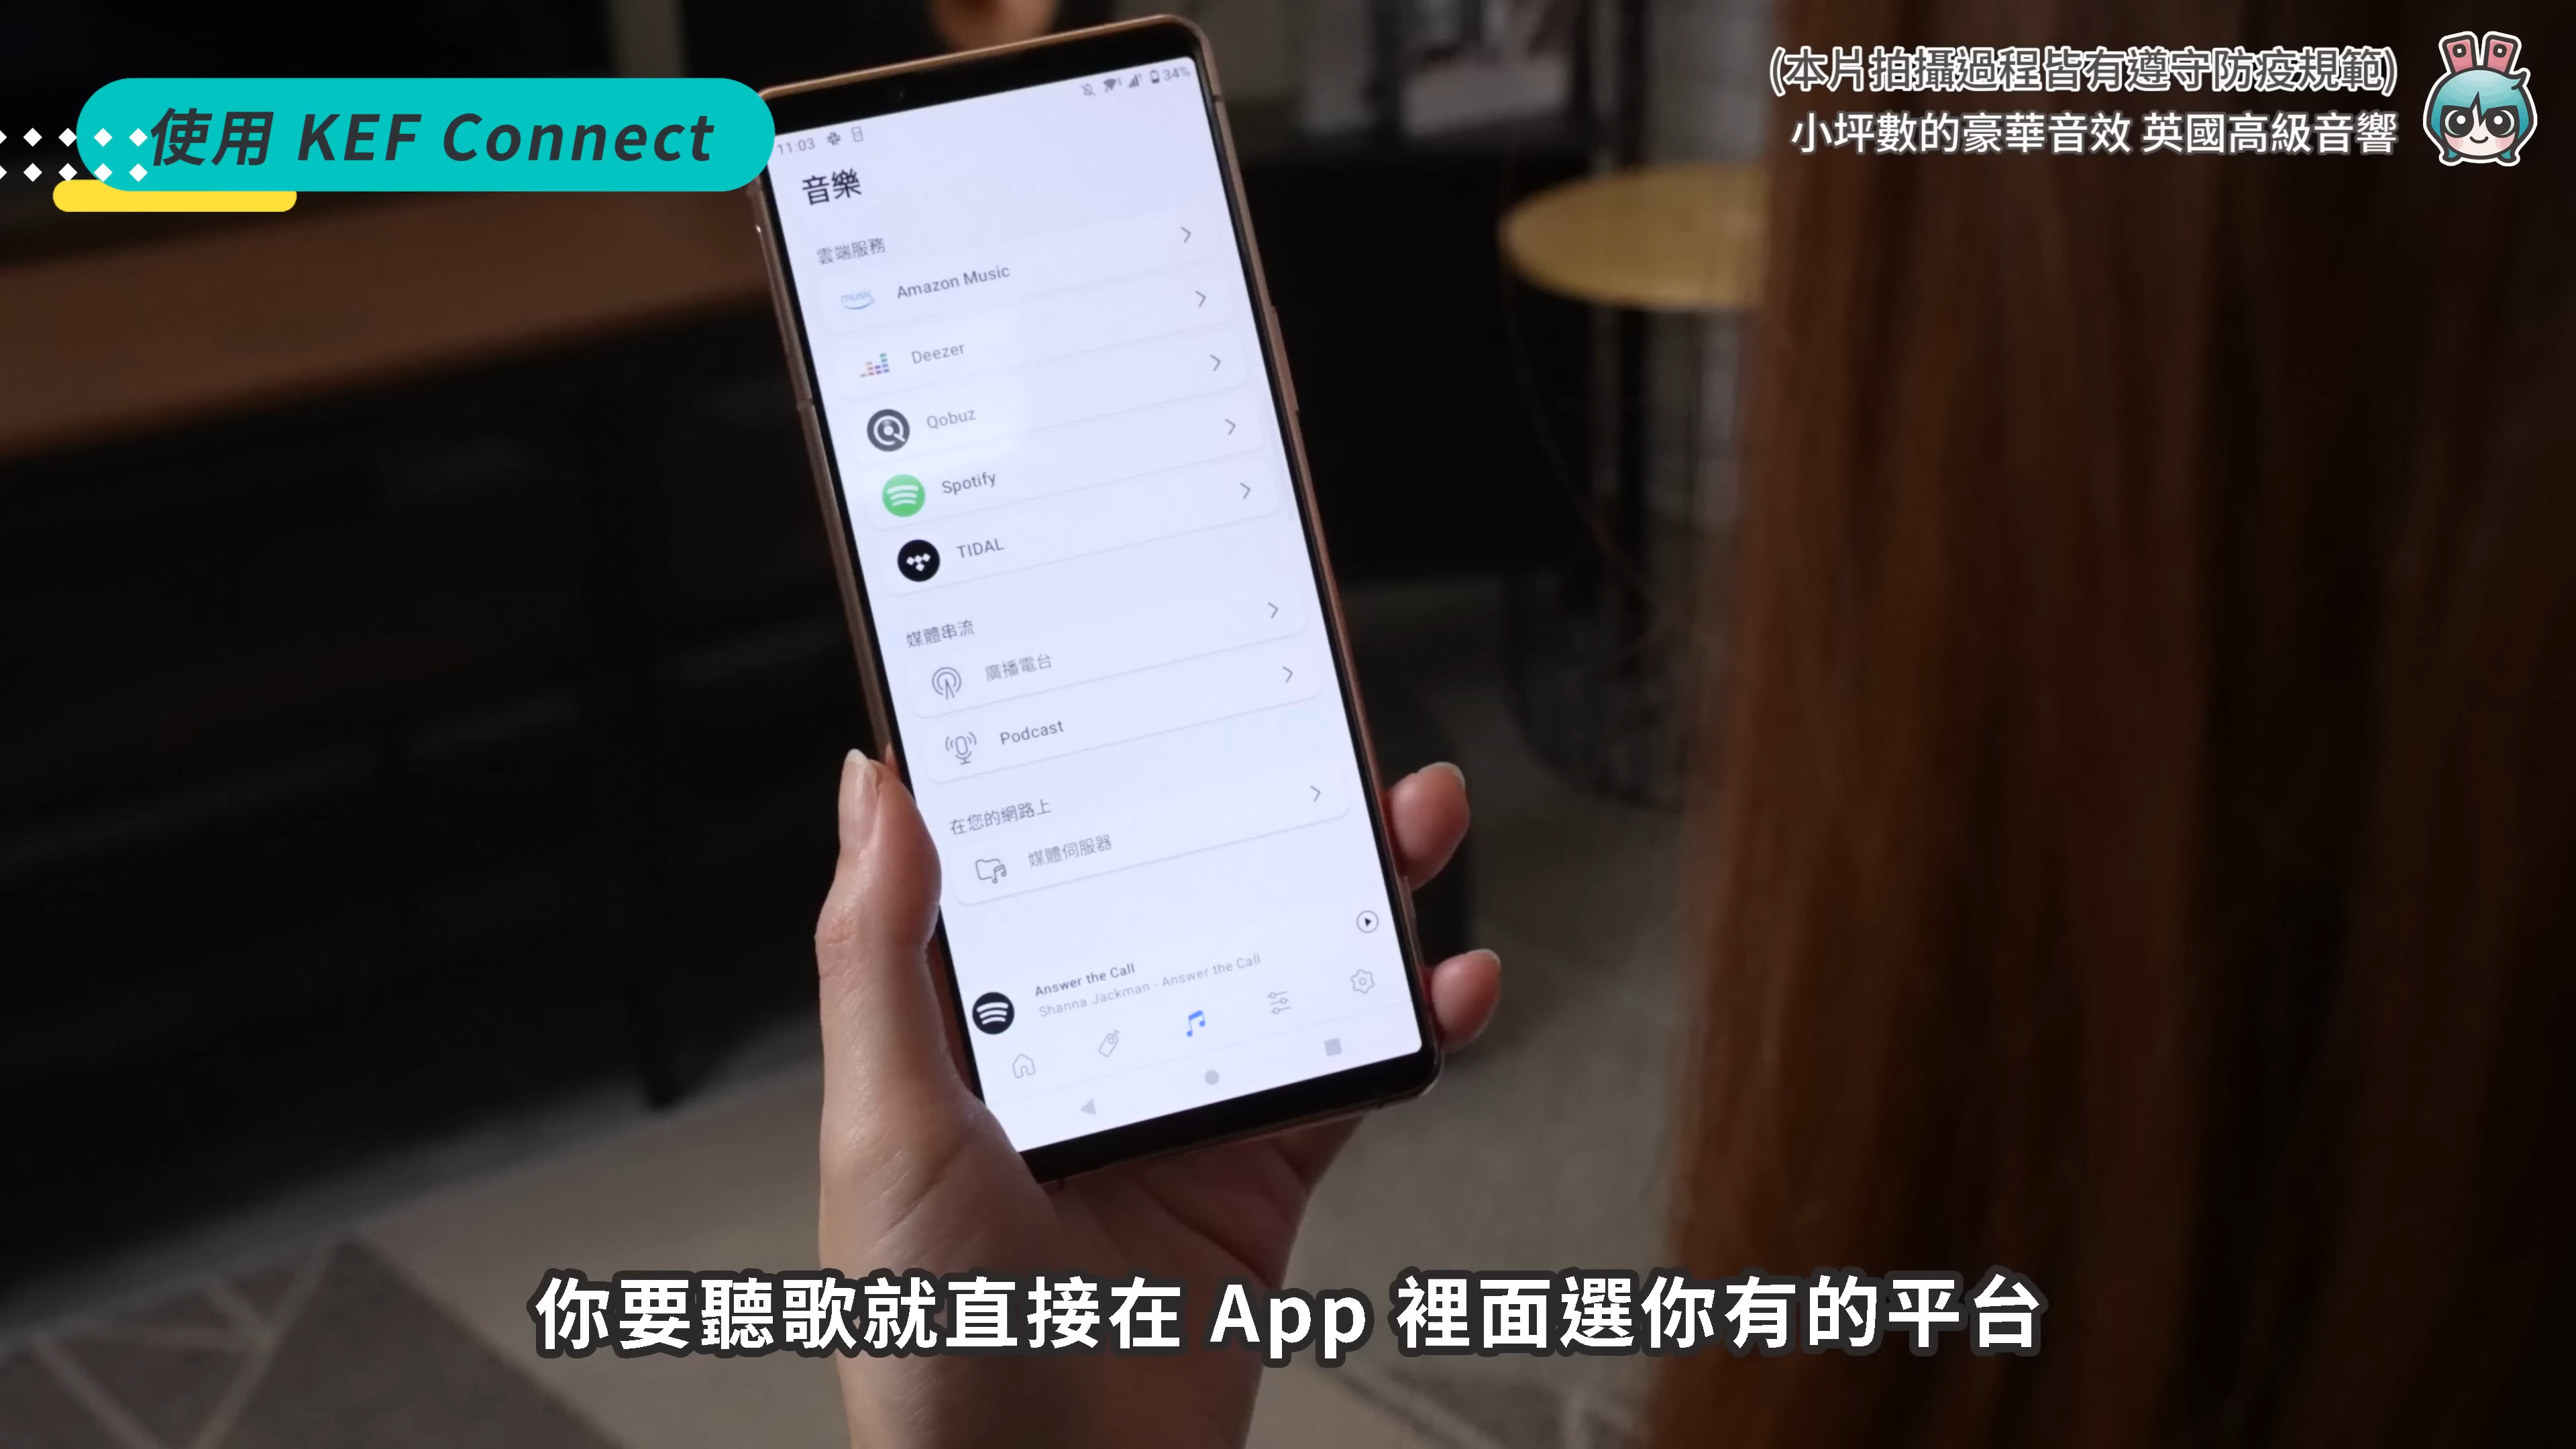 使用 KEF Connect
(本片拍攝過程皆有遵守防疫規範)
小坪數的豪華音效 英國高級音響
11:03
34%
音樂
雲端服務
music
Amazon Music
Deezer
Qobuz
Spotify
TIDAL
媒體串流
廣播電台
Podcast
在您的網路上
媒體伺服器
Answer the Call
Shanna Jackman - Answer the Call
你要聽歌就直接在 App 裡面選你有的平台